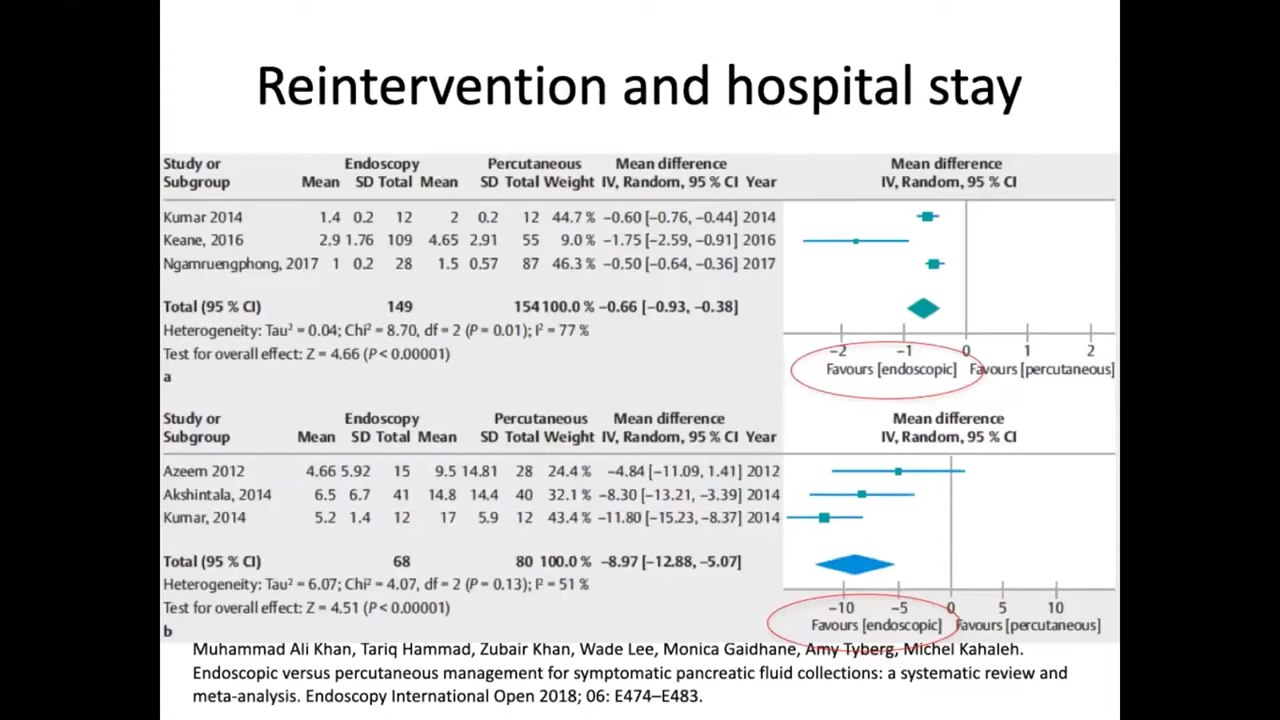 Reintervention and hospital stay
Study or Endoscopy Percutaneous Mean difference Mean difference
Subgroup Mean SD Total Mean SD Total Weight IV, Random, 95 % CI Year IV, Random, 95 % CI
Kumar 2014 1.4 0.2 12 2 0.2 12 44.7 % −0.60 [−0.76, −0.44] 2014
Keane, 2016 2.9 1.76 109 4.65 2.91 55 9.0 % −1.75 [−2.59, −0.91] 2016
Ngamruengphong, 2017 1 0.2 28 1.5 0.57 87 46.3 % −0.50 [−0.64, −0.36] 2017
Total (95 % CI) 149 154 100.0 % −0.66 [−0.93, −0.38]
Heterogeneity: Tau² = 0.04; Chi² = 8.70, df = 2 (P = 0.01); I² = 77 %
Test for overall effect: Z = 4.66 (P < 0.00001)
−2 −1 0 1 2
Favours [endoscopic] Favours [percutaneous]
a
Study or Endoscopy Percutaneous Mean difference Mean difference
Subgroup Mean SD Total Mean SD Total Weight IV, Random, 95 % CI Year IV, Random, 95 % CI
Azeem 2012 4.66 5.92 15 9.5 14.81 28 24.4 % −4.84 [−11.09, 1.41] 2012
Akshintala, 2014 6.5 6.7 41 14.8 14.4 40 32.1 % −8.30 [−13.21, −3.39] 2014
Kumar, 2014 5.2 1.4 12 17 5.9 12 43.4 % −11.80 [−15.23, −8.37] 2014
Total (95 % CI) 68 80 100.0 % −8.97 [−12.88, −5.07]
Heterogeneity: Tau² = 6.07; Chi² = 4.07, df = 2 (P = 0.13); I² = 51 %
Test for overall effect: Z = 4.51 (P < 0.00001)
−10 −5 0 5 10
Favours [endoscopic] Favours [percutaneous]
b
Muhammad Ali Khan, Tariq Hammad, Zubair Khan, Wade Lee, Monica Gaidhane, Amy Tyberg, Michel Kahaleh.
Endoscopic versus percutaneous management for symptomatic pancreatic fluid collections: a systematic review and
meta-analysis. Endoscopy International Open 2018; 06: E474–E483.